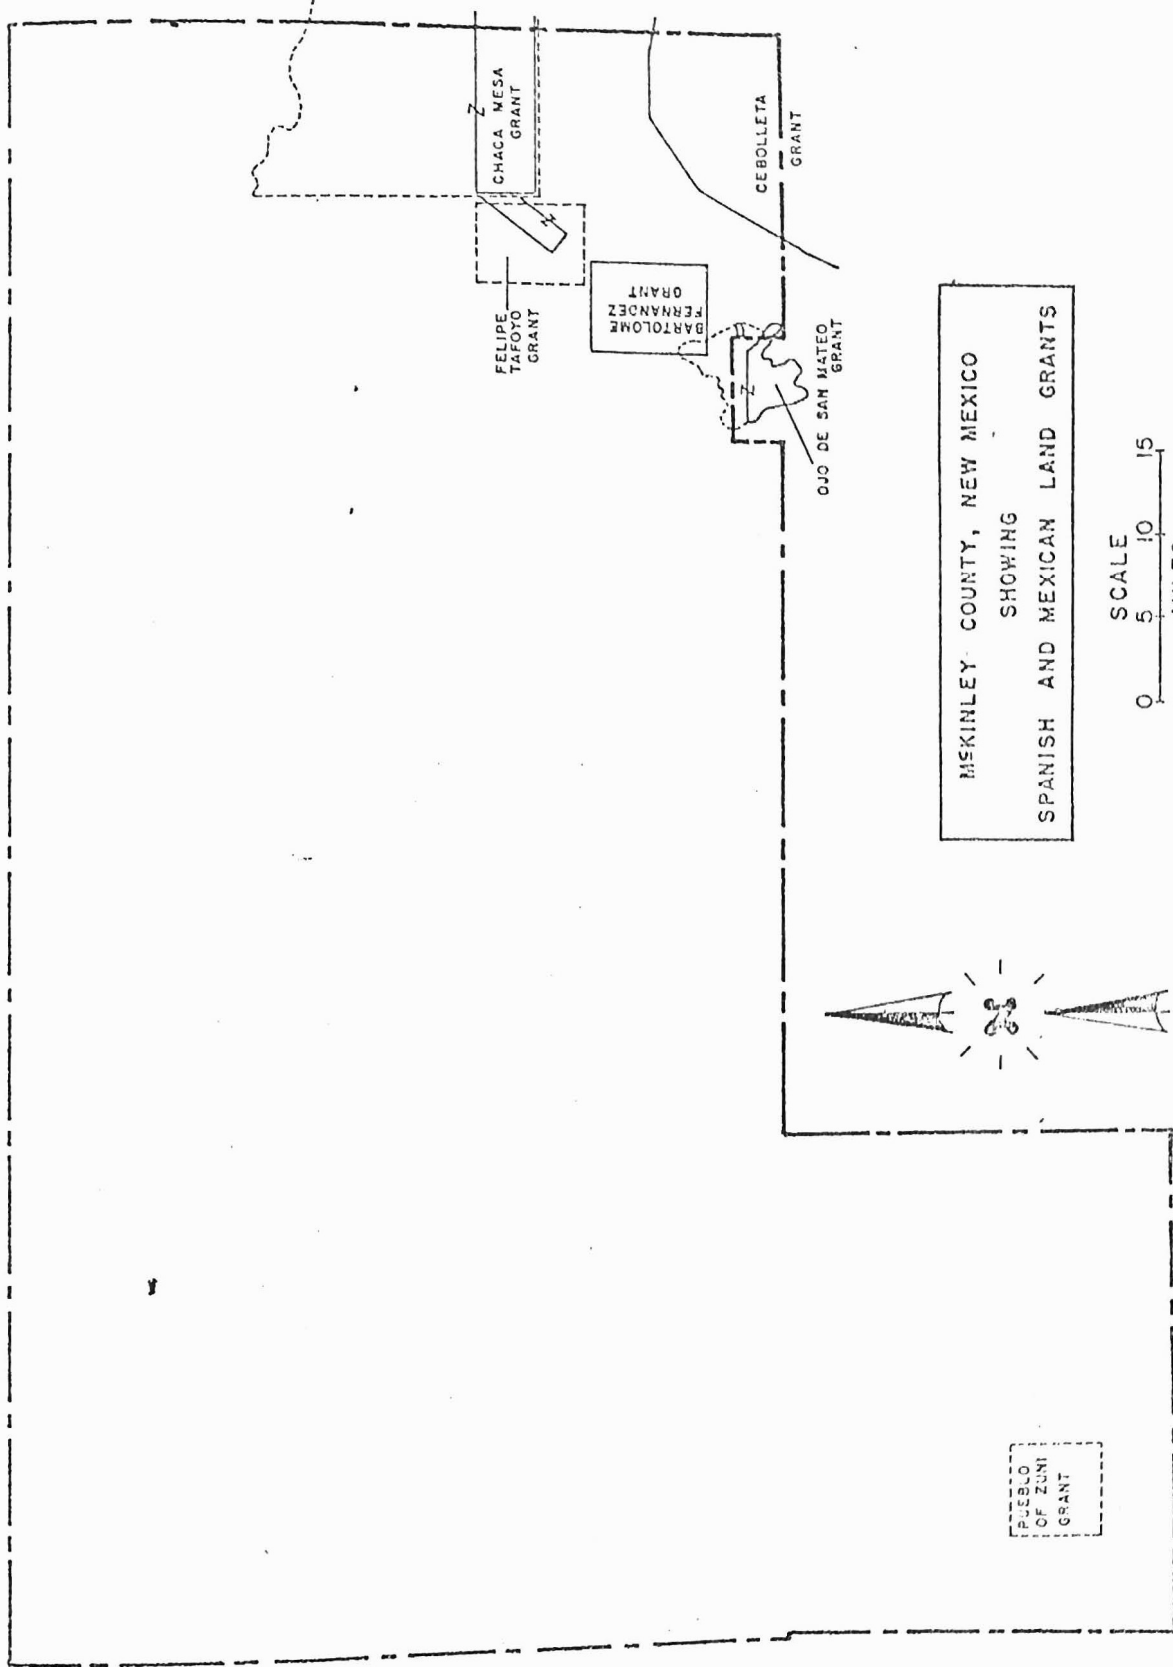 CHACA MESA
GRANT
FELIPE
TAFOYO
GRANT
BARTOLOME
FERNANDEZ
GRANT
CEBOLLETA
GRANT
OJO DE SAN MATEO
GRANT
PUEBLO
OF ZUNI
GRANT
McKINLEY COUNTY, NEW MEXICO
SHOWING
SPANISH AND MEXICAN LAND GRANTS
SCALE
0 5 10 15